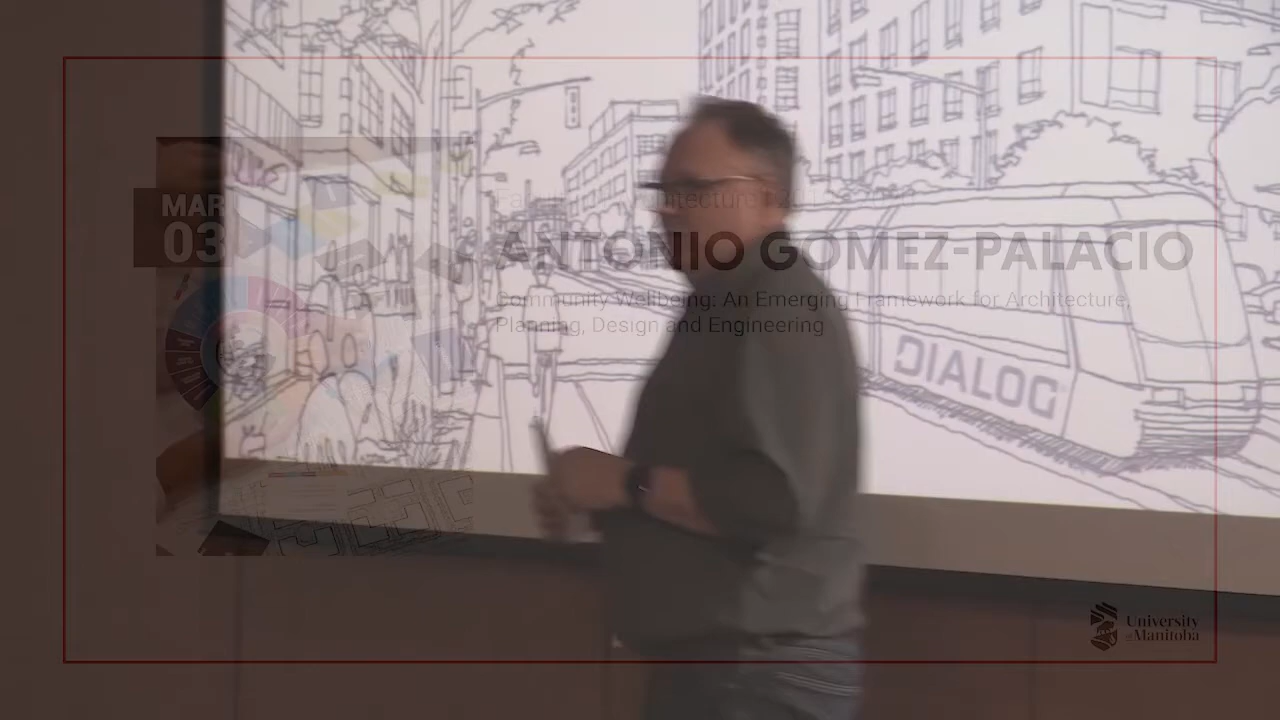 MAR
03
ANTONIO GOMEZ-PALACIO
Community Wellbeing: An Emerging Framework for Architecture,
Planning, Design and Engineering
DIALOG
University
of Manitoba